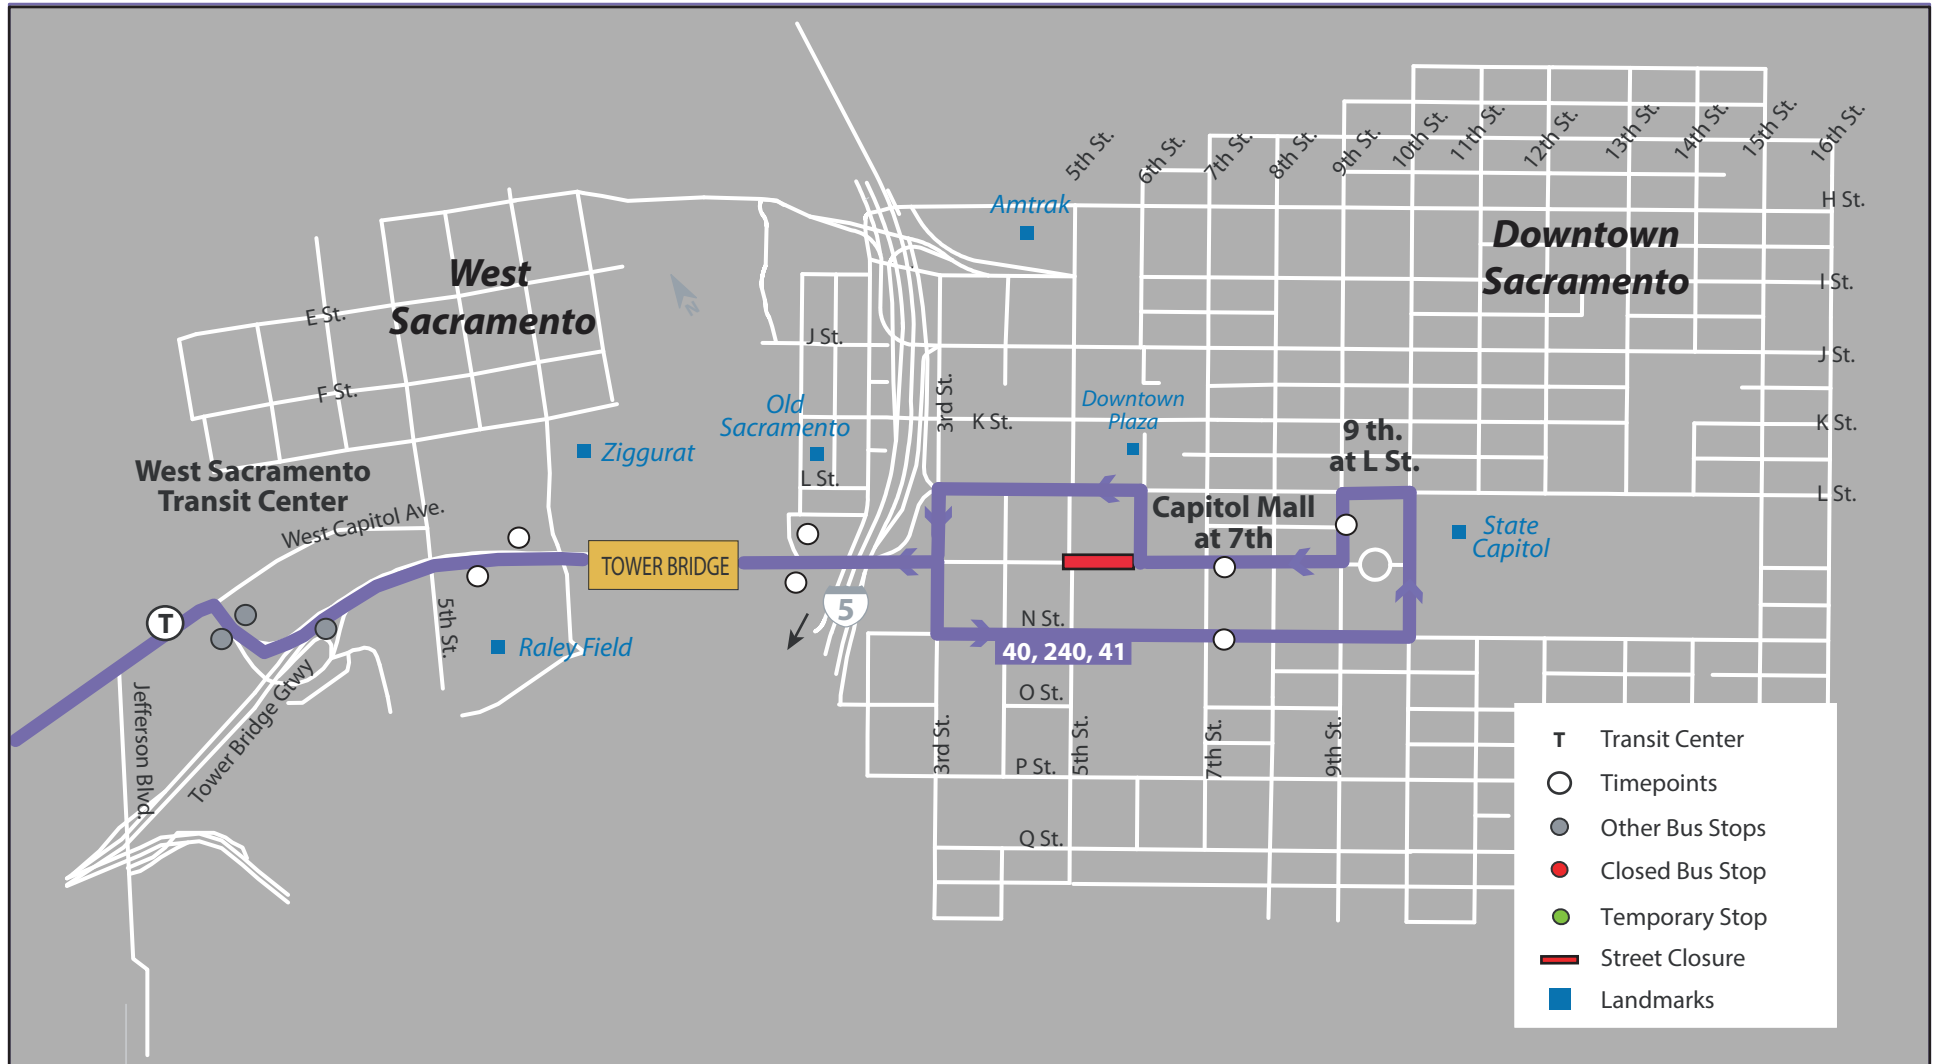 5th St.
6th St.
7th St.
8th St.
9th St.
10th St.
11th St.
12th St.
13th St.
14th St.
15th St.
16th St.
Amtrak
H St.
Downtown
Sacramento
West
Sacramento
N
I St.
E St.
J St.
J St.
F St.
3rd St.
Old
Sacramento
Downtown
Plaza
K St.
K St.
9 th.
at L St.
Ziggurat
West Sacramento
Transit Center
L St.
L St.
West Capitol Ave.
Capitol Mall
at 7th
State
Capitol
TOWER BRIDGE
5
T
5th St.
Raley Field
N St.
40, 240, 41
O St.
Jefferson Blvd.
Tower Bridge Gtwy
3rd St.
5th St.
7th St.
9th St.
P St.
Q St.
T Transit Center
Timepoints
Other Bus Stops
Closed Bus Stop
Temporary Stop
Street Closure
Landmarks